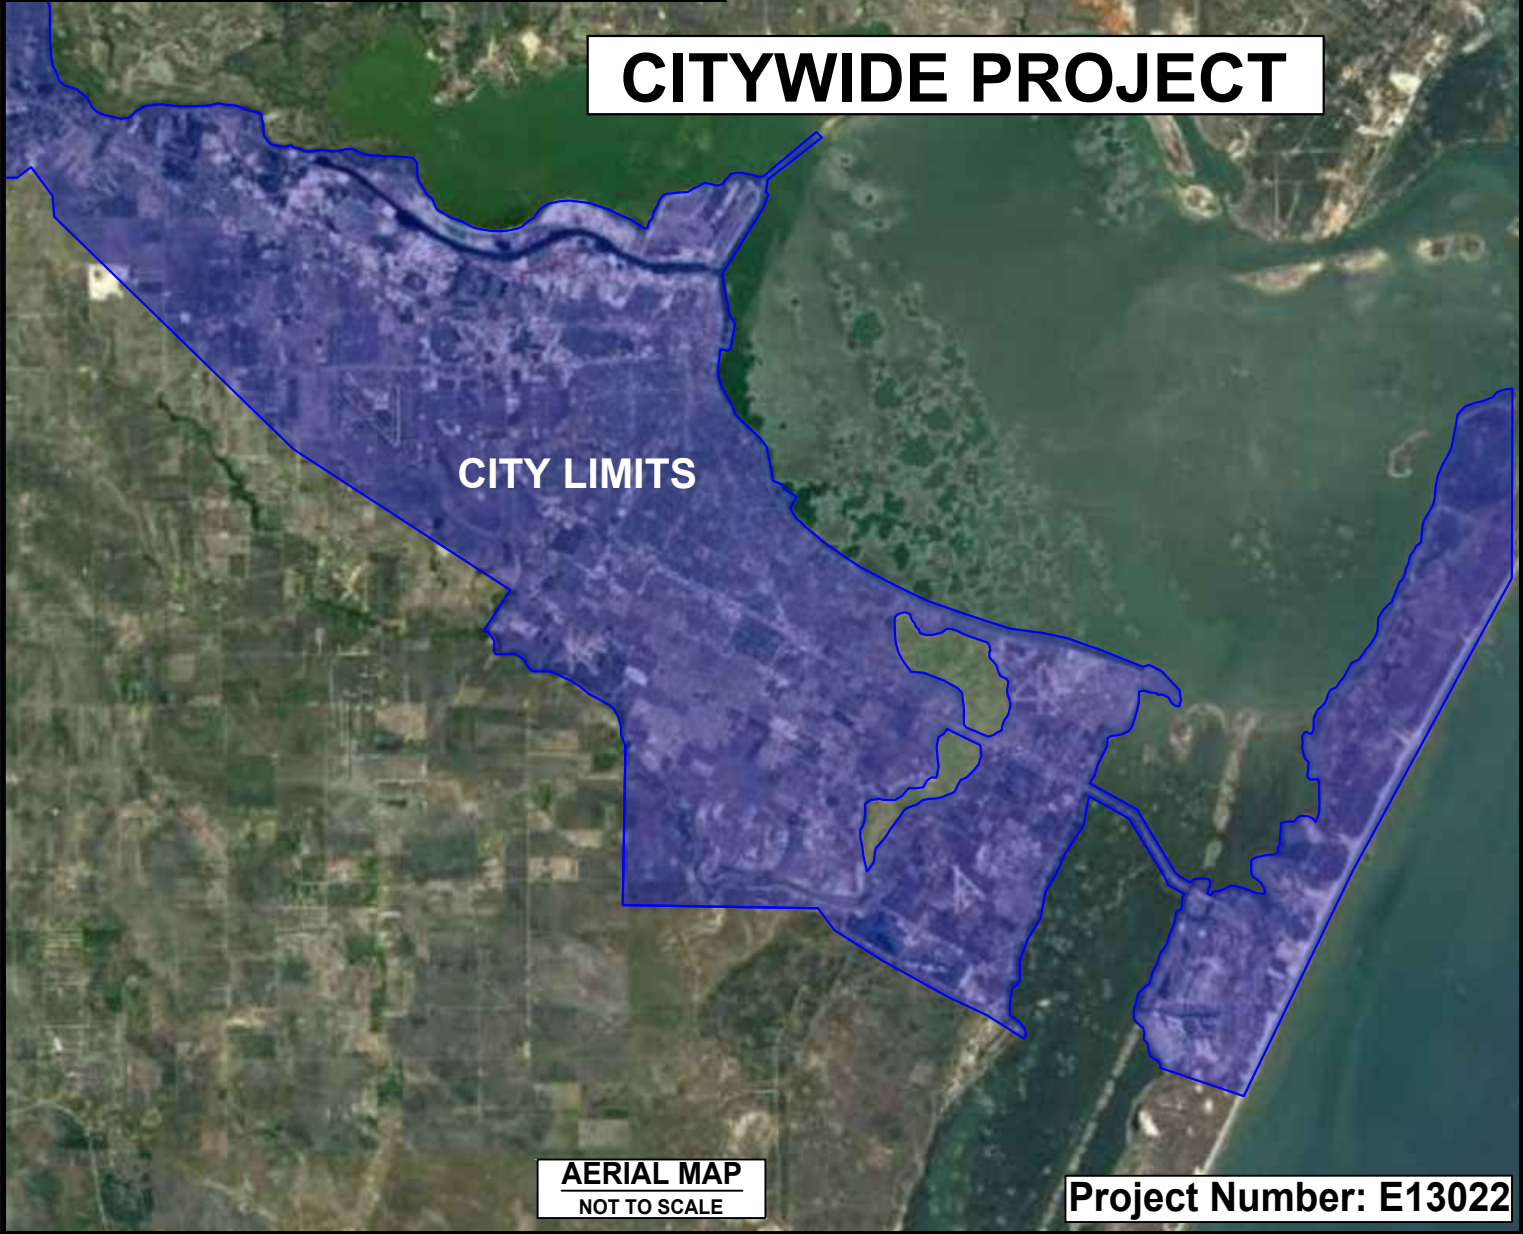 CITYWIDE PROJECT
CITY LIMITS
AERIAL MAP
NOT TO SCALE
Project Number: E13022